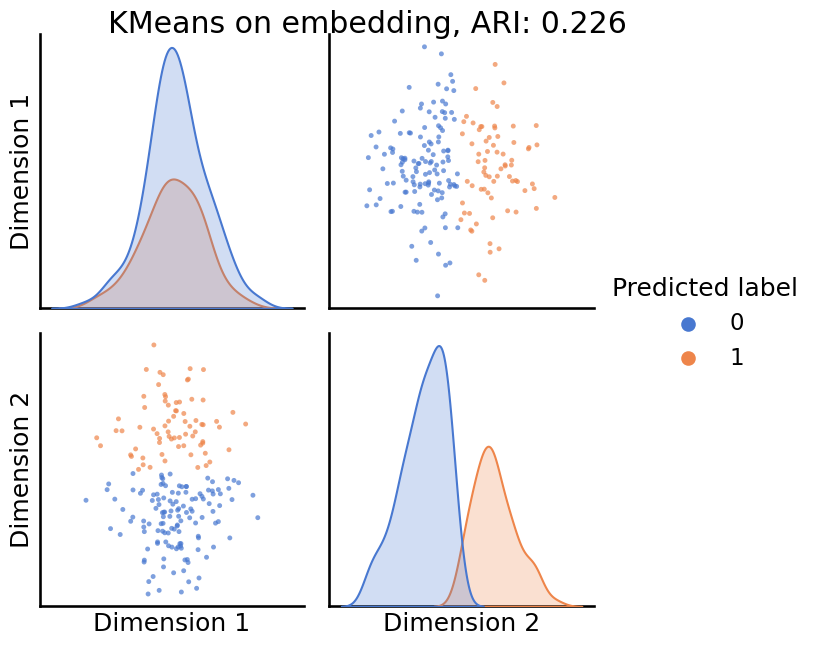 KMeans on embedding, ARI: 0.226
Dimension 1
Predicted label
0
1
Dimension 2
Dimension 1
Dimension 2